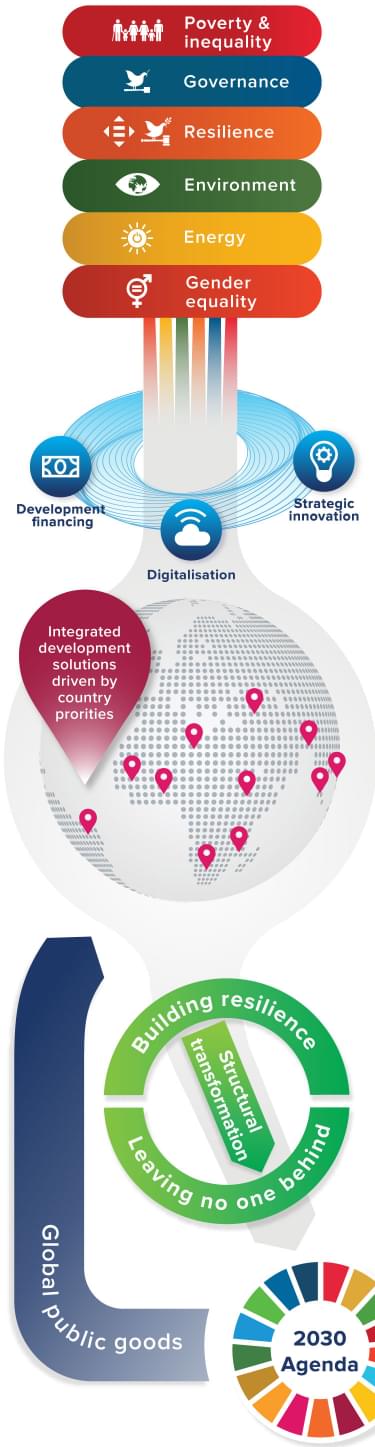 Poverty &
inequality
Governance
Resilience
Environment
Energy
Gender
equality
Development
financing
Strategic
innovation
Digitalisation
Integrated
development
solutions
driven by
country
prorities
Building resilience
Structural
transformation
Leaving no one behind
Global public goods
2030
Agenda